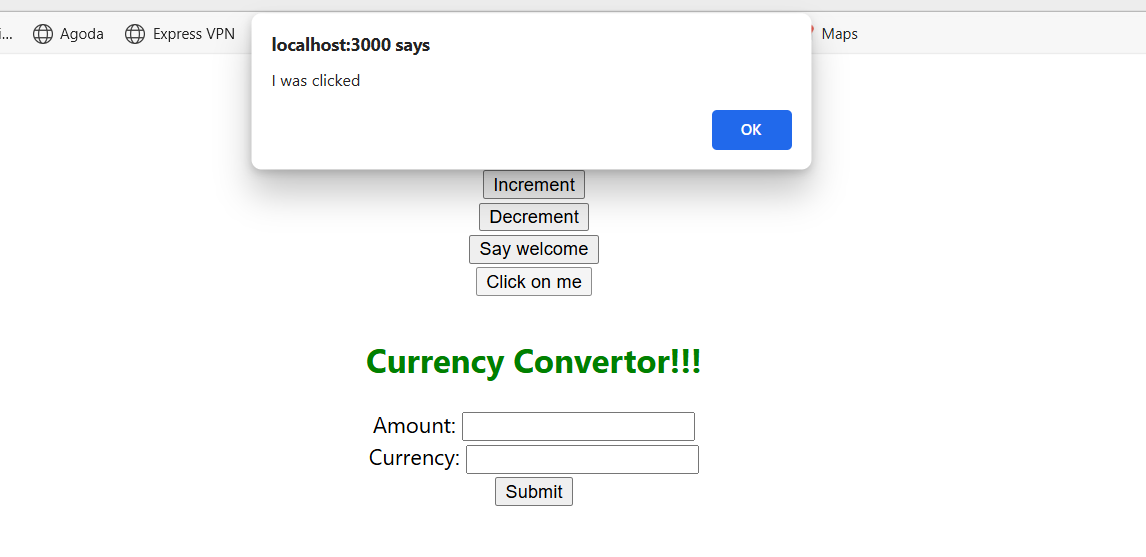 i... Agoda Express VPN Maps
localhost:3000 says
I was clicked
OK
Increment
Decrement
Say welcome
Click on me
Currency Convertor!!!
Amount:
Currency:
Submit